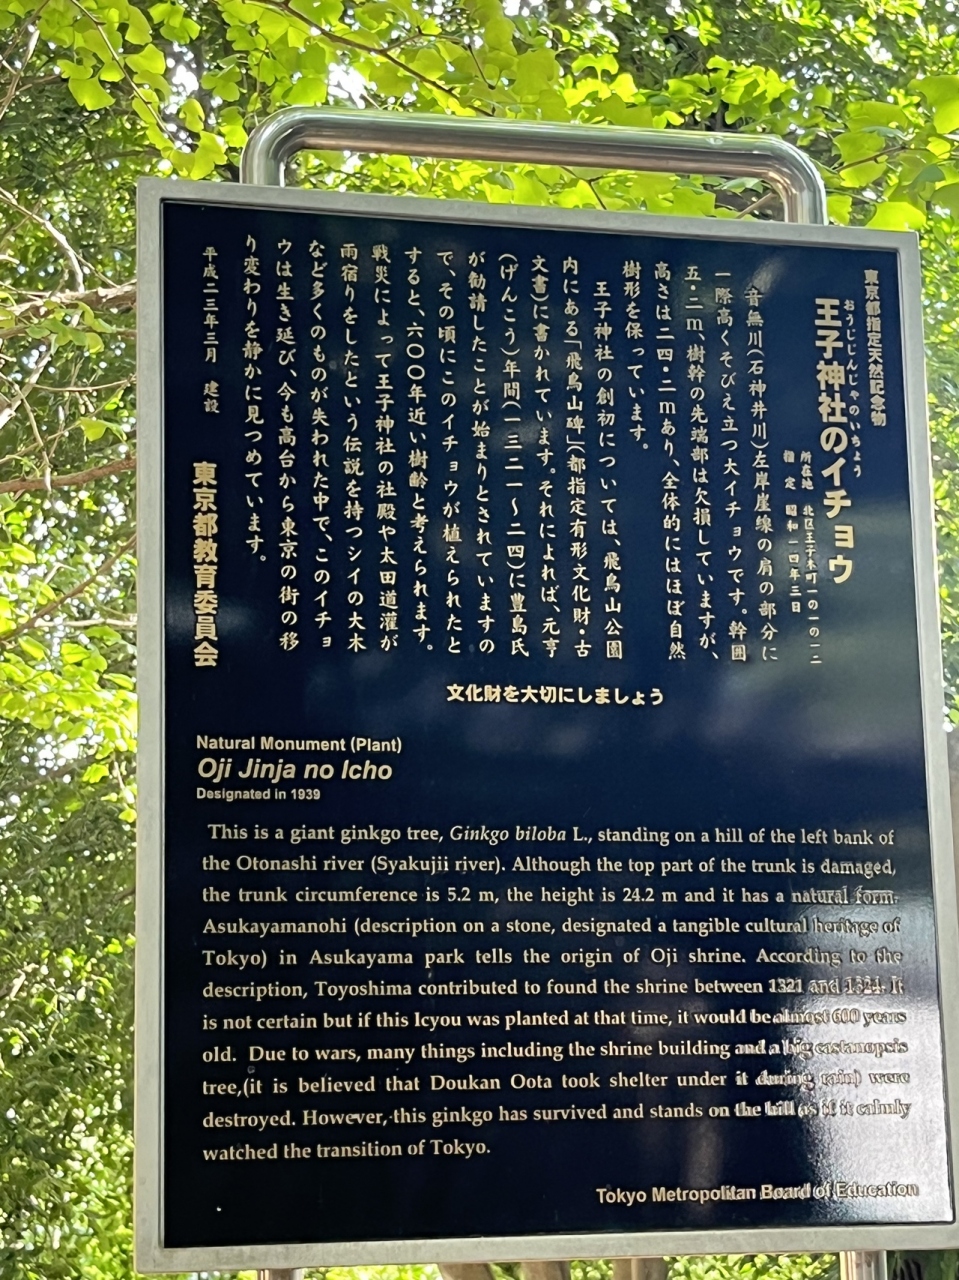 東京都指定天然記念物
おうじじんじゃのいちょう
王子神社のイチョウ
所在地 北区王子本町一の一の一二
指定 昭和一四年三日
音無川(石神井川)左岸崖線の肩の部分に
一際高くそびえ立つ大イチョウです。幹囲
五・二m、樹幹の先端部は欠損していますが、
高さは二四・二mあり、全体的にはほぼ自然
樹形を保っています。
王子神社の創初については、飛鳥山公園
内にある「飛鳥山碑」(都指定有形文化財・古
文書)に書かれています。それによれば、元亨
(げんこう)年間(一三二一〜二四)に豊島氏
が勧請したことが始まりとされていますの
で、その頃にこのイチョウが植えられたと
すると、六〇〇年近い樹齢と考えられます。
戦災によって王子神社の社殿や太田道灌が
雨宿りをしたという伝説を持つシイの大木
など多くのものが失われた中で、このイチョ
ウは生き延び、今も高台から東京の街の移
り変わりを静かに見つめています。
平成二三年三月 建設
東京都教育委員会
文化財を大切にしましょう
Natural Monument (Plant)
Oji Jinja no Icho
Designated in 1939
This is a giant ginkgo tree, Ginkgo biloba L., standing on a hill of the left bank of
the Otonashi river (Syakujii river). Although the top part of the trunk is damaged,
the trunk circumference is 5.2 m, the height is 24.2 m and it has a natural form.
Asukayamanohi (description on a stone, designated a tangible cultural heritage of
Tokyo) in Asukayama park tells the origin of Oji shrine. According to the
description, Toyoshima contributed to found the shrine between 1321 and 1324. It
is not certain but if this Icyou was planted at that time, it would be almost 600 years
old. Due to wars, many things including the shrine building and a big castanopsis
tree,(it is believed that Doukan Oota took shelter under it during rain) were
destroyed. However, this ginkgo has survived and stands on the hill as if it calmly
watched the transition of Tokyo.
Tokyo Metropolitan Board of Education